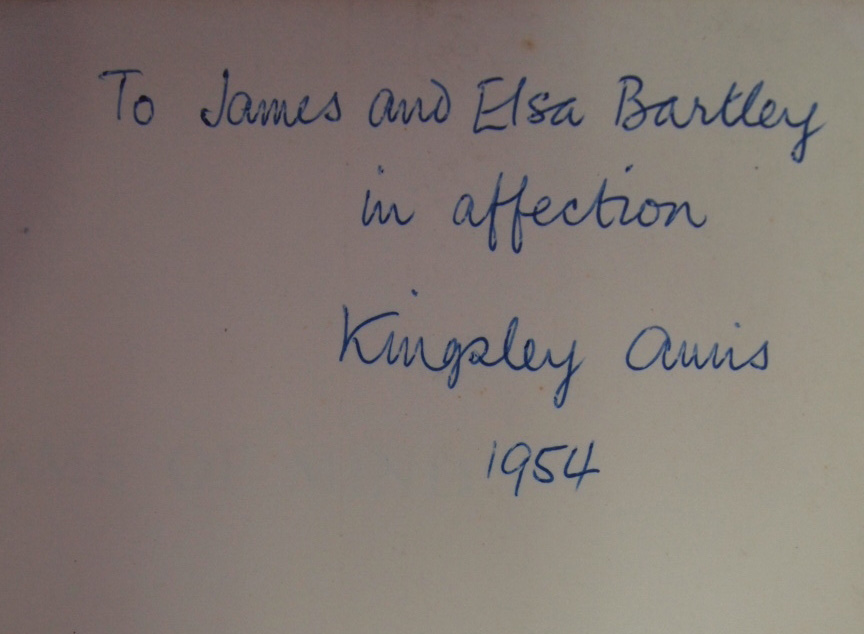 To James and Elsa Bartley
in affection
Kingsley Amis
1954